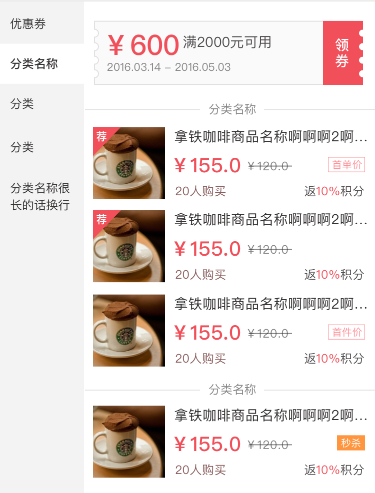 优惠券
分类名称
分类
分类
分类名称很
长的话换行
¥ 600 满2000元可用
2016.03.14 – 2016.05.03
领券
分类名称
荐
拿铁咖啡商品名称啊啊啊2啊...
¥ 155.0 ¥120.0
首单价
20人购买 返10%积分
荐
拿铁咖啡商品名称啊啊啊2啊...
¥ 155.0 ¥120.0
20人购买 返10%积分
拿铁咖啡商品名称啊啊啊2啊...
¥ 155.0 ¥120.0
首件价
20人购买 返10%积分
分类名称
拿铁咖啡商品名称啊啊啊2啊...
¥ 155.0 ¥120.0
秒杀
20人购买 返10%积分